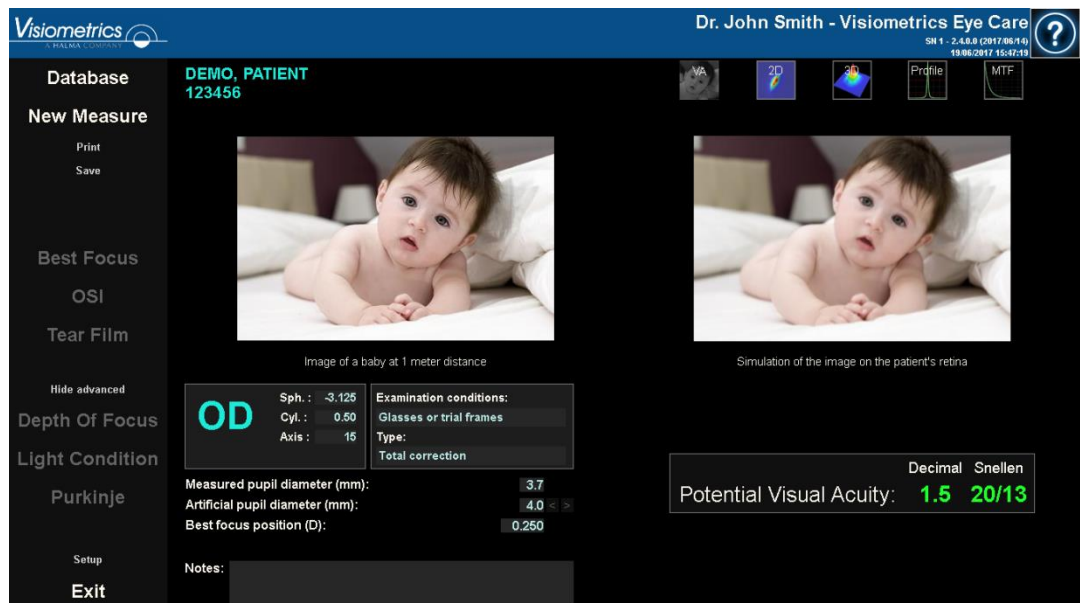 Visiometrics
A HALMA COMPANY
Dr. John Smith - Visiometrics Eye Care
SN 1 - 2.4.0.0 (2017/06/14)
19/06/2017 15:47:19
?
Database
New Measure
Print
Save
Best Focus
OSI
Tear Film
Hide advanced
Depth Of Focus
Light Condition
Purkinje
Setup
Exit
DEMO, PATIENT
123456
VA 2D 3D Profile MTF
Image of a baby at 1 meter distance
Simulation of the image on the patient's retina
OD
Sph. : -3.125
Cyl. : 0.50
Axis : 15
Examination conditions:
Glasses or trial frames
Type:
Total correction
Measured pupil diameter (mm): 3.7
Artificial pupil diameter (mm): 4.0 < >
Best focus position (D): 0.250
Notes:
Decimal Snellen
Potential Visual Acuity: 1.5 20/13